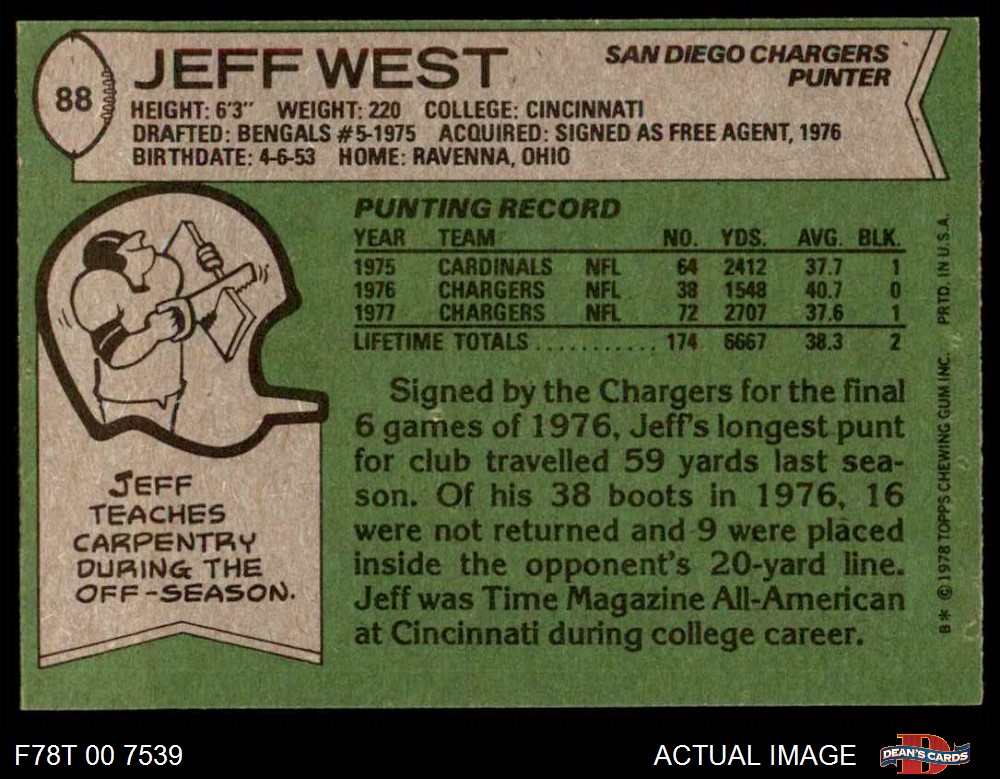 88
JEFF WEST
SAN DIEGO CHARGERS
PUNTER
HEIGHT: 6'3" WEIGHT: 220 COLLEGE: CINCINNATI
DRAFTED: BENGALS #5-1975 ACQUIRED: SIGNED AS FREE AGENT, 1976
BIRTHDATE: 4-6-53 HOME: RAVENNA, OHIO
PUNTING RECORD
YEAR TEAM NO. YDS. AVG. BLK.
1975 CARDINALS NFL 64 2412 37.7 1
1976 CHARGERS NFL 38 1548 40.7 0
1977 CHARGERS NFL 72 2707 37.6 1
LIFETIME TOTALS ............ 174 6667 38.3 2
Signed by the Chargers for the final
6 games of 1976, Jeff's longest punt
for club travelled 59 yards last sea-
son. Of his 38 boots in 1976, 16
were not returned and 9 were placed
inside the opponent's 20-yard line.
Jeff was Time Magazine All-American
at Cincinnati during college career.
JEFF
TEACHES
CARPENTRY
DURING THE
OFF-SEASON.
B* © 1978 TOPPS CHEWING GUM INC. PRTD. IN U.S.A.
F78T 00 7539
ACTUAL IMAGE
D
DEAN'S CARDS